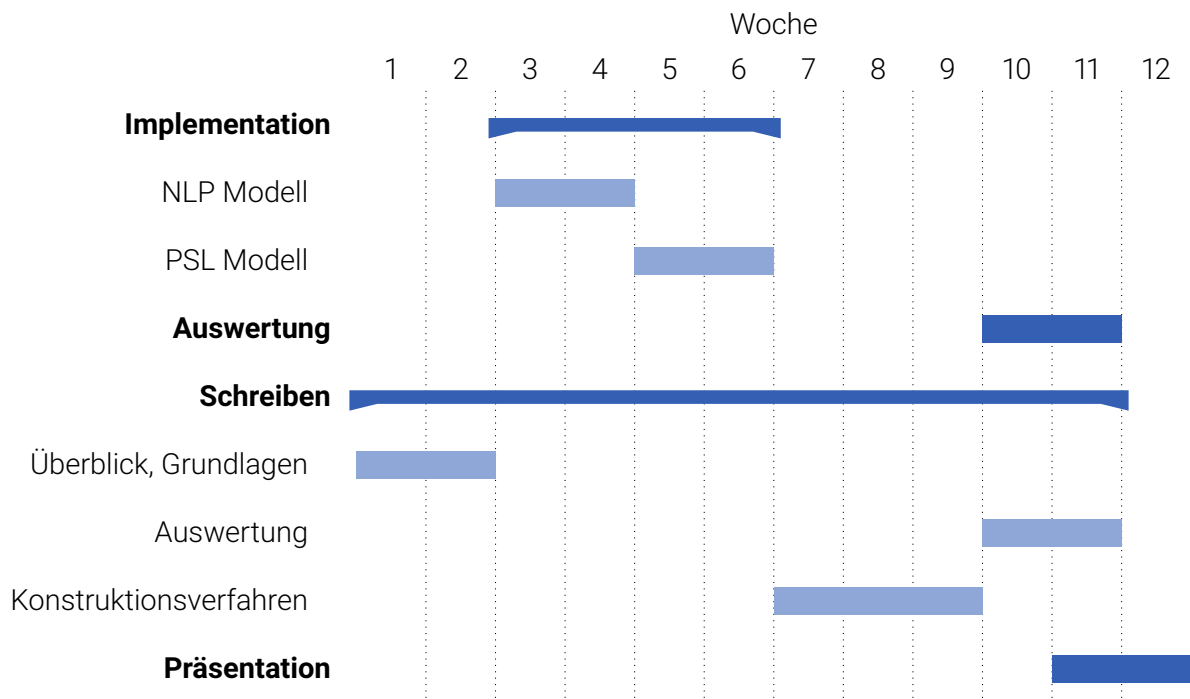 Woche
1 2 3 4 5 6 7 8 9 10 11 12
Implementation
NLP Modell
PSL Modell
Auswertung
Schreiben
Überblick, Grundlagen
Auswertung
Konstruktionsverfahren
Präsentation